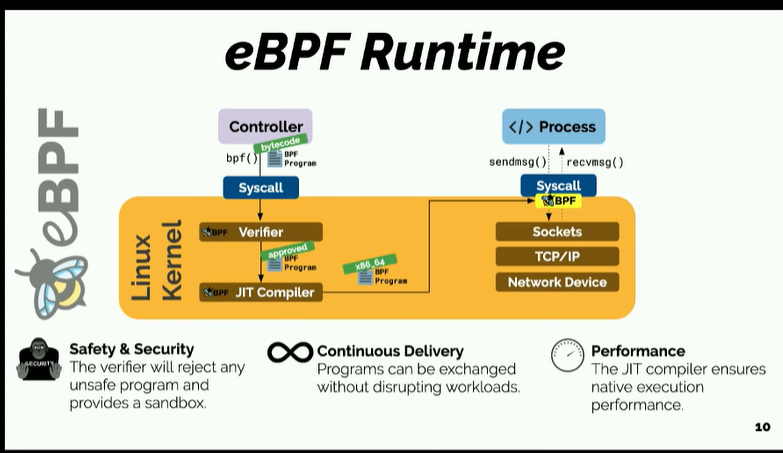 eBPF Runtime
eBPF
Controller
bytecode
bpf()
BPF
Program
Syscall
</> Process
sendmsg()
recvmsg()
Syscall
BPF
Linux
Kernel
BPF Verifier
approved
BPF
Program
BPF JIT Compiler
x86_64
BPF
Program
Sockets
TCP/IP
Network Device
SECURITY
Safety & Security
The verifier will reject any
unsafe program and
provides a sandbox.
Continuous Delivery
Programs can be exchanged
without disrupting workloads.
Performance
The JIT compiler ensures
native execution
performance.
10